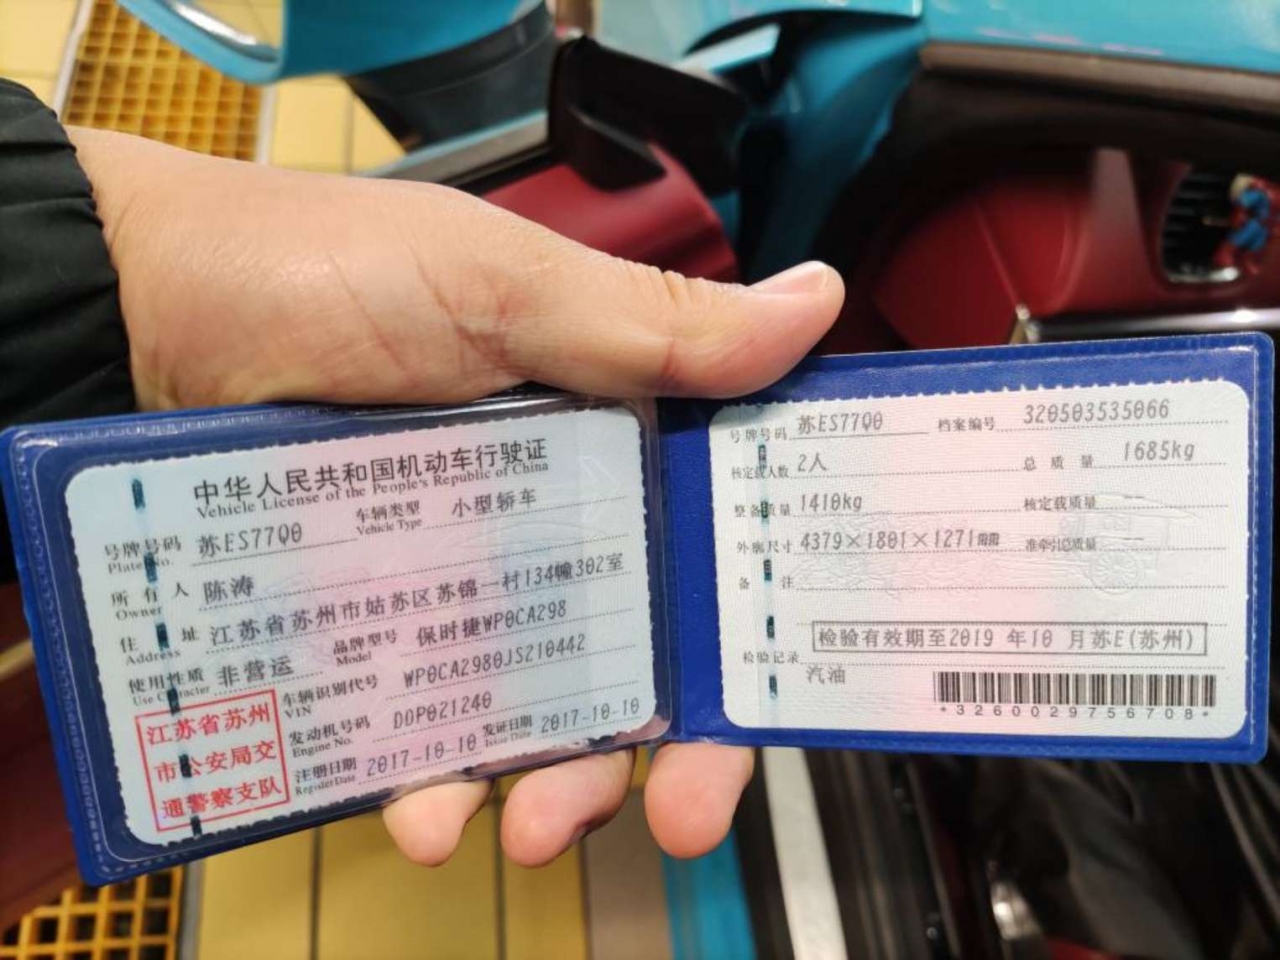 中华人民共和国机动车行驶证
Vehicle License of the People's Republic of China
号牌号码 苏ES77Q0 车辆类型 小型轿车
Plate No. Vehicle Type
所有人 陈涛
Owner
住址 江苏省苏州市姑苏区苏锦一村134幢302室
Address
使用性质 非营运 品牌型号 保时捷WP0CA298
Use Character Model
车辆识别代号 WP0CA2980JS210442
VIN
发动机号码 DDP021240
Engine No.
注册日期 2017-10-10 发证日期 2017-10-10
Register Date Issue Date
江苏省苏州
市公安局交
通警察支队
号牌号码 苏ES77Q0 档案编号 320503535066
核定载人数 2人 总质量 1685kg
整备质量 1410kg 核定载质量 --
外廓尺寸 4379×1801×1271mm 准牵引总质量 --
备注
检验有效期至2019年10月苏E(苏州)
检验记录
汽油
*3260029756708*